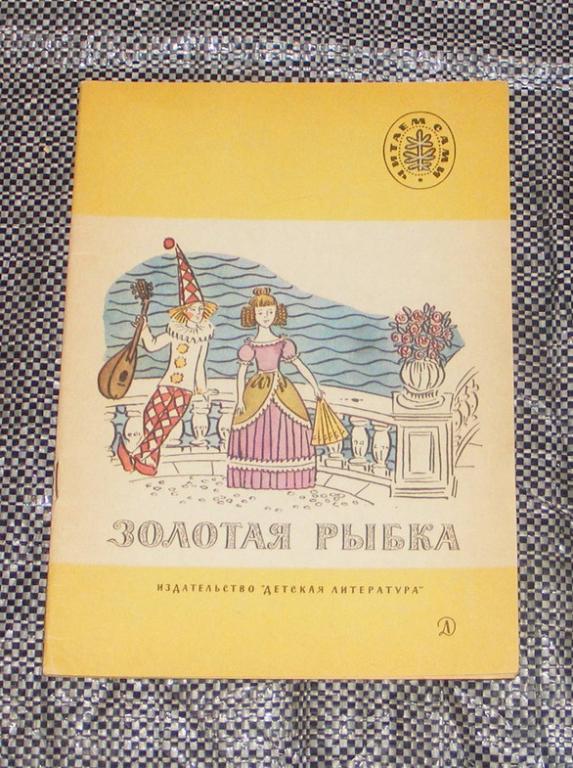 ЧИТАЕМ САМИ
ЗОЛОТАЯ РЫБКА
ИЗДАТЕЛЬСТВО "ДЕТСКАЯ ЛИТЕРАТУРА"
Д